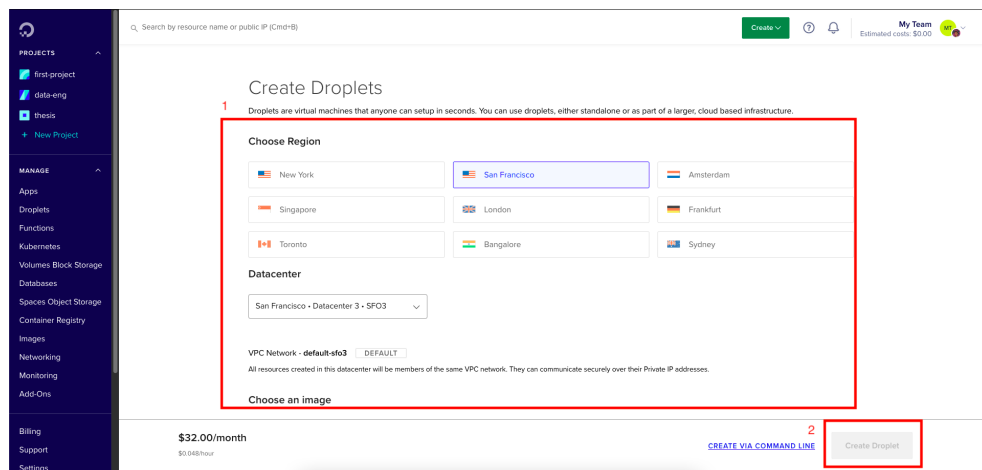 Search by resource name or public IP (Cmd+B)
Create
My Team
Estimated costs: $0.00
MT
PROJECTS
first-project
data-eng
thesis
+ New Project
MANAGE
Apps
Droplets
Functions
Kubernetes
Volumes Block Storage
Databases
Spaces Object Storage
Container Registry
Images
Networking
Monitoring
Add-Ons
Billing
Support
Settings
Create Droplets
1
Droplets are virtual machines that anyone can setup in seconds. You can use droplets, either standalone or as part of a larger, cloud based infrastructure.
Choose Region
New York
San Francisco
Amsterdam
Singapore
London
Frankfurt
Toronto
Bangalore
Sydney
Datacenter
San Francisco • Datacenter 3 • SFO3
VPC Network - default-sfo3 DEFAULT
All resources created in this datacenter will be members of the same VPC network. They can communicate securely over their Private IP addresses.
Choose an image
$32.00/month
$0.048/hour
CREATE VIA COMMAND LINE
2
Create Droplet